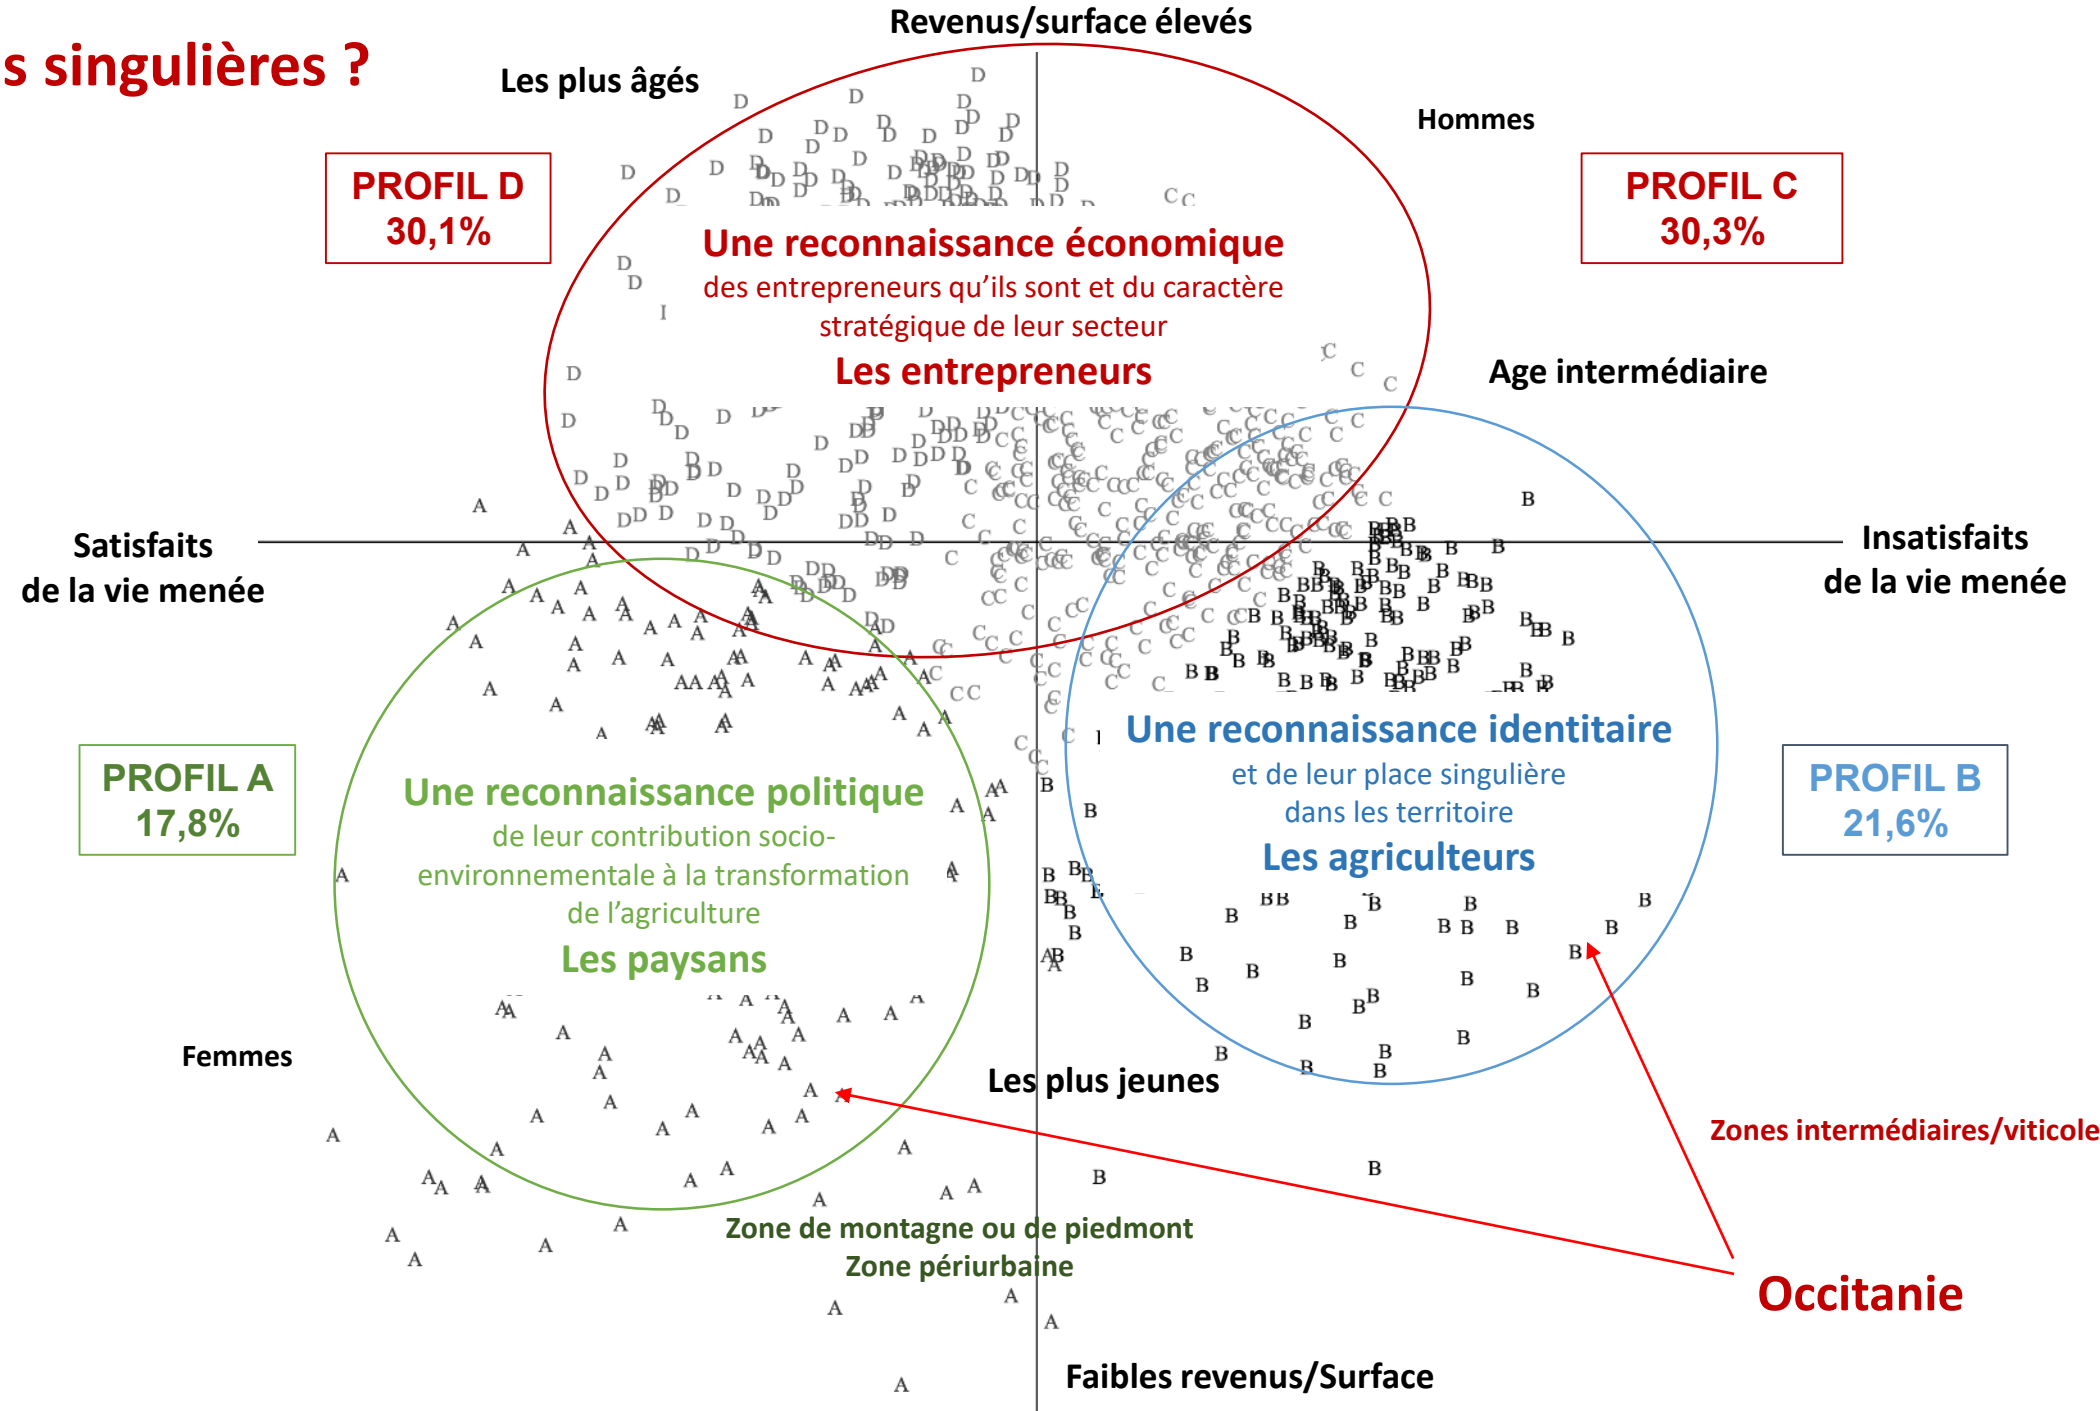 s singulières ?
Revenus/surface élevés
Les plus âgés
Hommes
PROFIL D
30,1%
PROFIL C
30,3%
Une reconnaissance économique
des entrepreneurs qu'ils sont et du caractère
stratégique de leur secteur
Les entrepreneurs
Age intermédiaire
Satisfaits
de la vie menée
Insatisfaits
de la vie menée
PROFIL A
17,8%
Une reconnaissance politique
de leur contribution socio-
environnementale à la transformation
de l'agriculture
Les paysans
Une reconnaissance identitaire
et de leur place singulière
dans les territoire
Les agriculteurs
PROFIL B
21,6%
Femmes
Les plus jeunes
Zones intermédiaires/viticole
Zone de montagne ou de piedmont
Zone périurbaine
Occitanie
Faibles revenus/Surface